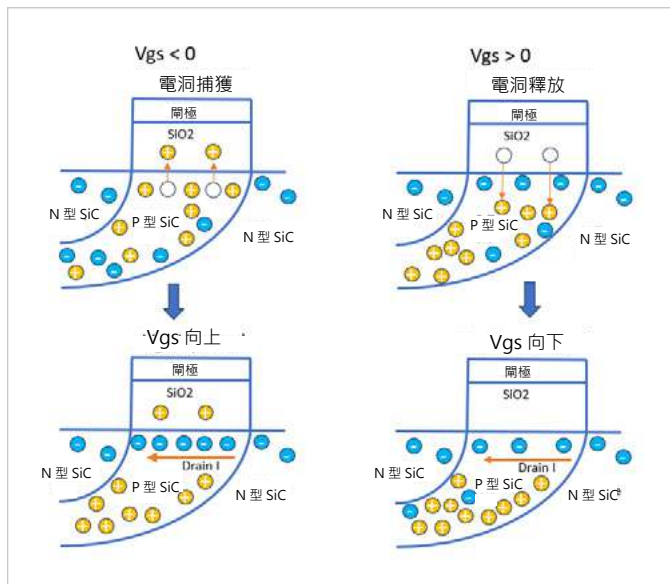 Vgs < 0
電洞捕獲
閘極
SiO2
N 型 SiC
P 型 SiC
N 型 SiC
Vgs 向上
閘極
SiO2
N 型 SiC
Drain I
P 型 SiC
N 型 SiC
Vgs > 0
電洞釋放
閘極
SiO2
N 型 SiC
P 型 SiC
N 型 SiC
Vgs 向下
閘極
SiO2
N 型 SiC
Drain I
P 型 SiC
N 型 SiC